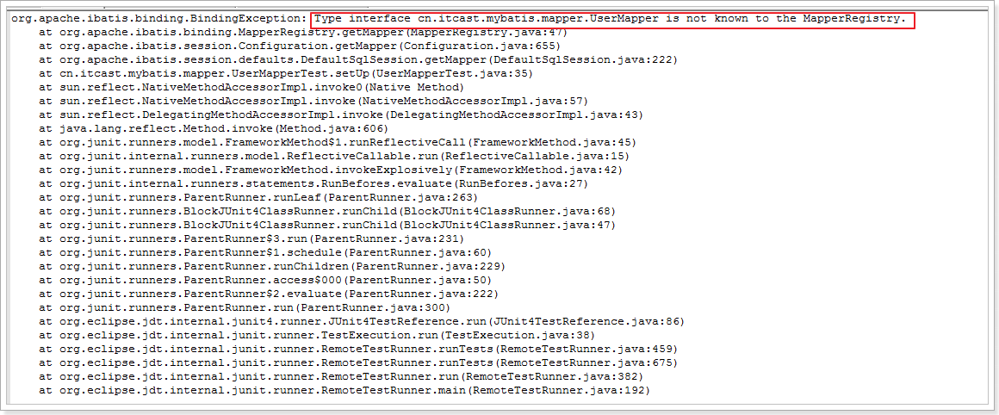 org.apache.ibatis.binding.BindingException: Type interface cn.itcast.mybatis.mapper.UserMapper is not known to the MapperRegistry.
at org.apache.ibatis.binding.MapperRegistry.getMapper(MapperRegistry.java:47)
at org.apache.ibatis.session.Configuration.getMapper(Configuration.java:655)
at org.apache.ibatis.session.defaults.DefaultSqlSession.getMapper(DefaultSqlSession.java:222)
at cn.itcast.mybatis.mapper.UserMapperTest.setUp(UserMapperTest.java:35)
at sun.reflect.NativeMethodAccessorImpl.invoke0(Native Method)
at sun.reflect.NativeMethodAccessorImpl.invoke(NativeMethodAccessorImpl.java:57)
at sun.reflect.DelegatingMethodAccessorImpl.invoke(DelegatingMethodAccessorImpl.java:43)
at java.lang.reflect.Method.invoke(Method.java:606)
at org.junit.runners.model.FrameworkMethod$1.runReflectiveCall(FrameworkMethod.java:45)
at org.junit.internal.runners.model.ReflectiveCallable.run(ReflectiveCallable.java:15)
at org.junit.runners.model.FrameworkMethod.invokeExplosively(FrameworkMethod.java:42)
at org.junit.internal.runners.statements.RunBefores.evaluate(RunBefores.java:27)
at org.junit.runners.ParentRunner.runLeaf(ParentRunner.java:263)
at org.junit.runners.BlockJUnit4ClassRunner.runChild(BlockJUnit4ClassRunner.java:68)
at org.junit.runners.BlockJUnit4ClassRunner.runChild(BlockJUnit4ClassRunner.java:47)
at org.junit.runners.ParentRunner$3.run(ParentRunner.java:231)
at org.junit.runners.ParentRunner$1.schedule(ParentRunner.java:60)
at org.junit.runners.ParentRunner.runChildren(ParentRunner.java:229)
at org.junit.runners.ParentRunner.access$000(ParentRunner.java:50)
at org.junit.runners.ParentRunner$2.evaluate(ParentRunner.java:222)
at org.junit.runners.ParentRunner.run(ParentRunner.java:300)
at org.eclipse.jdt.internal.junit4.runner.JUnit4TestReference.run(JUnit4TestReference.java:86)
at org.eclipse.jdt.internal.junit.runner.TestExecution.run(TestExecution.java:38)
at org.eclipse.jdt.internal.junit.runner.RemoteTestRunner.runTests(RemoteTestRunner.java:459)
at org.eclipse.jdt.internal.junit.runner.RemoteTestRunner.runTests(RemoteTestRunner.java:675)
at org.eclipse.jdt.internal.junit.runner.RemoteTestRunner.run(RemoteTestRunner.java:382)
at org.eclipse.jdt.internal.junit.runner.RemoteTestRunner.main(RemoteTestRunner.java:192)